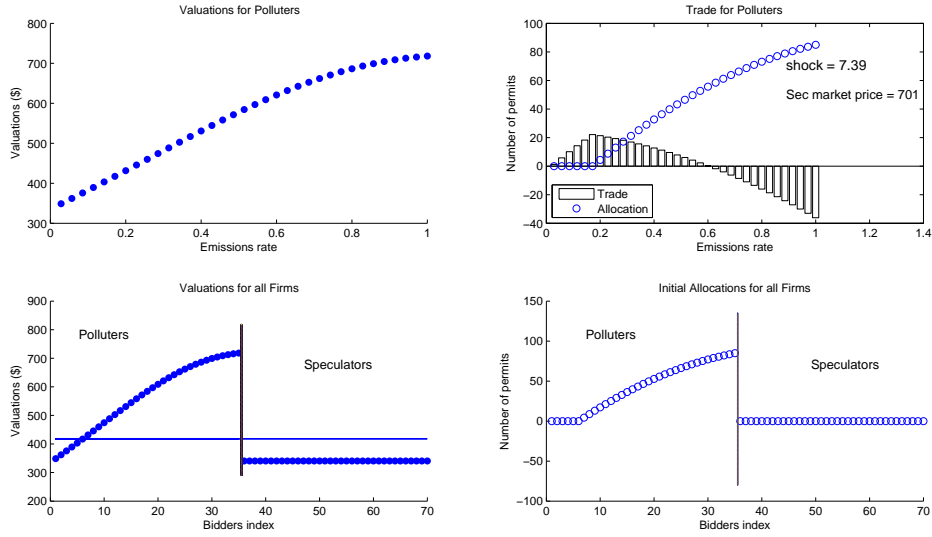 Valuations for Polluters
800
700
600
500
400
300
0 0.2 0.4 0.6 0.8 1
Valuations ($)
Emissions rate
Trade for Polluters
100
80
60
40
20
0
−20
−40
0 0.2 0.4 0.6 0.8 1 1.2 1.4
Number of permits
Emissions rate
shock = 7.39
Sec market price = 701
Trade
Allocation
Valuations for all Firms
900
800
700
600
500
400
300
200
0 10 20 30 40 50 60 70
Valuations ($)
Bidders index
Polluters
Speculators
Initial Allocations for all Firms
150
100
50
0
−50
−100
0 10 20 30 40 50 60 70
Number of permits
Bidders index
Polluters
Speculators